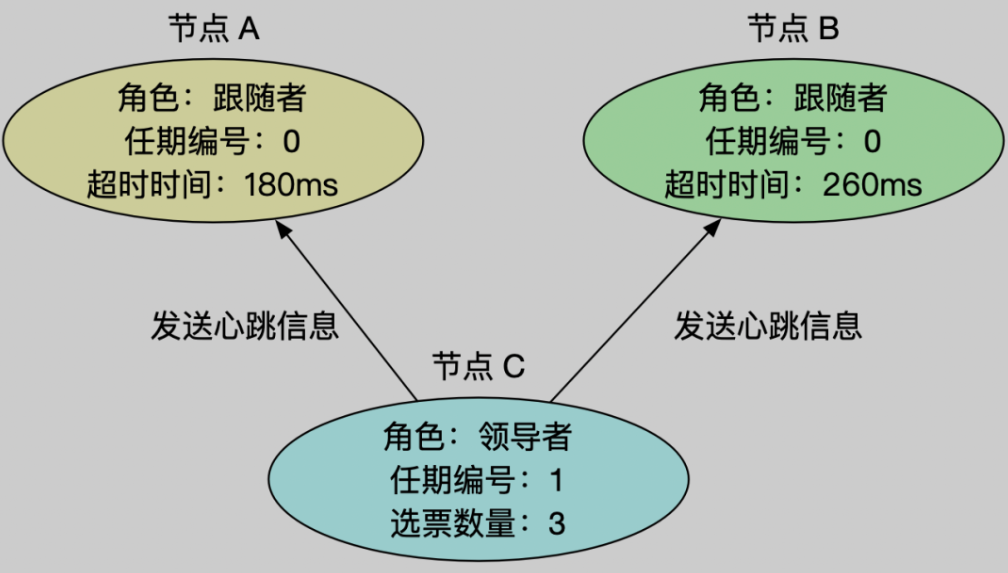 节点 A
角色：跟随者
任期编号：0
超时时间：180ms
节点 B
角色：跟随者
任期编号：0
超时时间：260ms
发送心跳信息
发送心跳信息
节点 C
角色：领导者
任期编号：1
选票数量：3